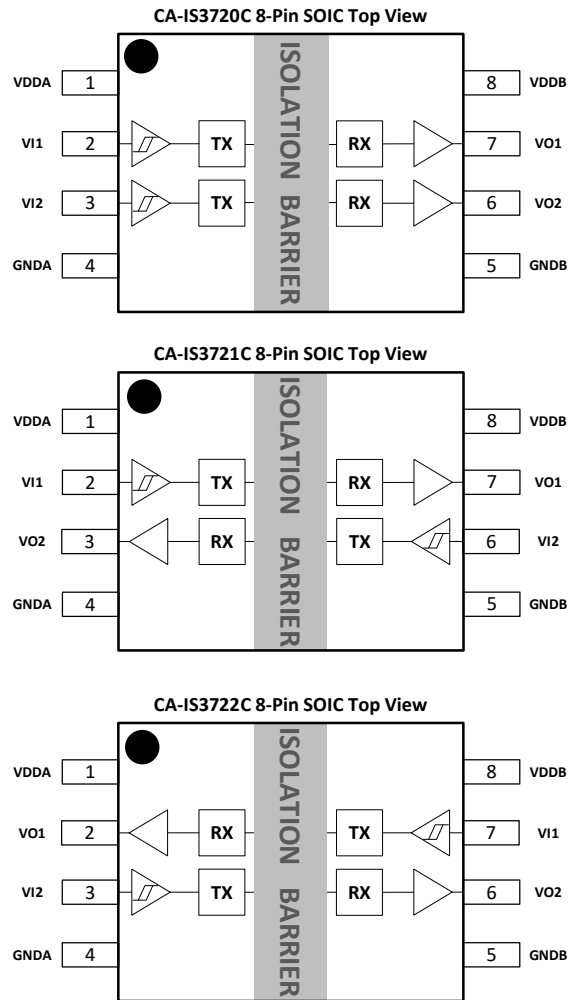 CA-IS3720C 8-Pin SOIC Top View
VDDA 1 8 VDDB
VI1 2 TX RX 7 VO1
VI2 3 TX RX 6 VO2
GNDA 4 5 GNDB
ISOLATION BARRIER
CA-IS3721C 8-Pin SOIC Top View
VDDA 1 8 VDDB
VI1 2 TX RX 7 VO1
VO2 3 RX TX 6 VI2
GNDA 4 5 GNDB
ISOLATION BARRIER
CA-IS3722C 8-Pin SOIC Top View
VDDA 1 8 VDDB
VO1 2 RX TX 7 VI1
VI2 3 TX RX 6 VO2
GNDA 4 5 GNDB
ISOLATION BARRIER